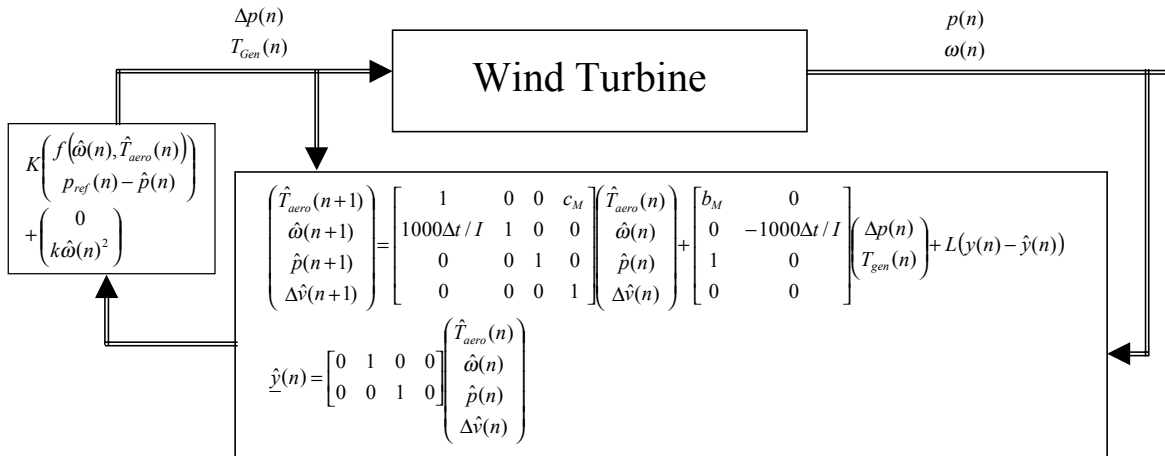 Δp(n)
T_Gen(n)
Wind Turbine
p(n)
ω(n)
K ( f(ω̂(n), T̂_aero(n)) ; p_ref(n) − p̂(n) )
+ ( 0 ; kω̂(n)² )
( T̂_aero(n+1) ; ω̂(n+1) ; p̂(n+1) ; Δv̂(n+1) ) = [ 1 0 0 c_M ; 1000Δt / I 1 0 0 ; 0 0 1 0 ; 0 0 0 1 ] ( T̂_aero(n) ; ω̂(n) ; p̂(n) ; Δv̂(n) ) + [ b_M 0 ; 0 −1000Δt / I ; 1 0 ; 0 0 ] ( Δp(n) ; T_gen(n) ) + L(y(n) − ŷ(n))
ŷ(n) = [ 0 1 0 0 ; 0 0 1 0 ] ( T̂_aero(n) ; ω̂(n) ; p̂(n) ; Δv̂(n) )